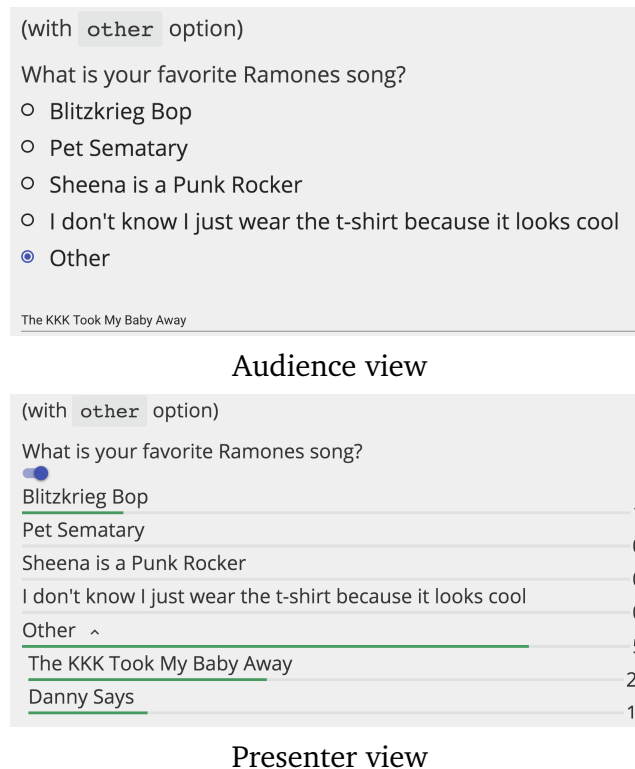 (with other option)
What is your favorite Ramones song?
Blitzkrieg Bop
Pet Sematary
Sheena is a Punk Rocker
I don't know I just wear the t-shirt because it looks cool
Other
The KKK Took My Baby Away
Audience view
(with other option)
What is your favorite Ramones song?
Blitzkrieg Bop
Pet Sematary
Sheena is a Punk Rocker
I don't know I just wear the t-shirt because it looks cool
Other
The KKK Took My Baby Away
2
Danny Says
1
Presenter view